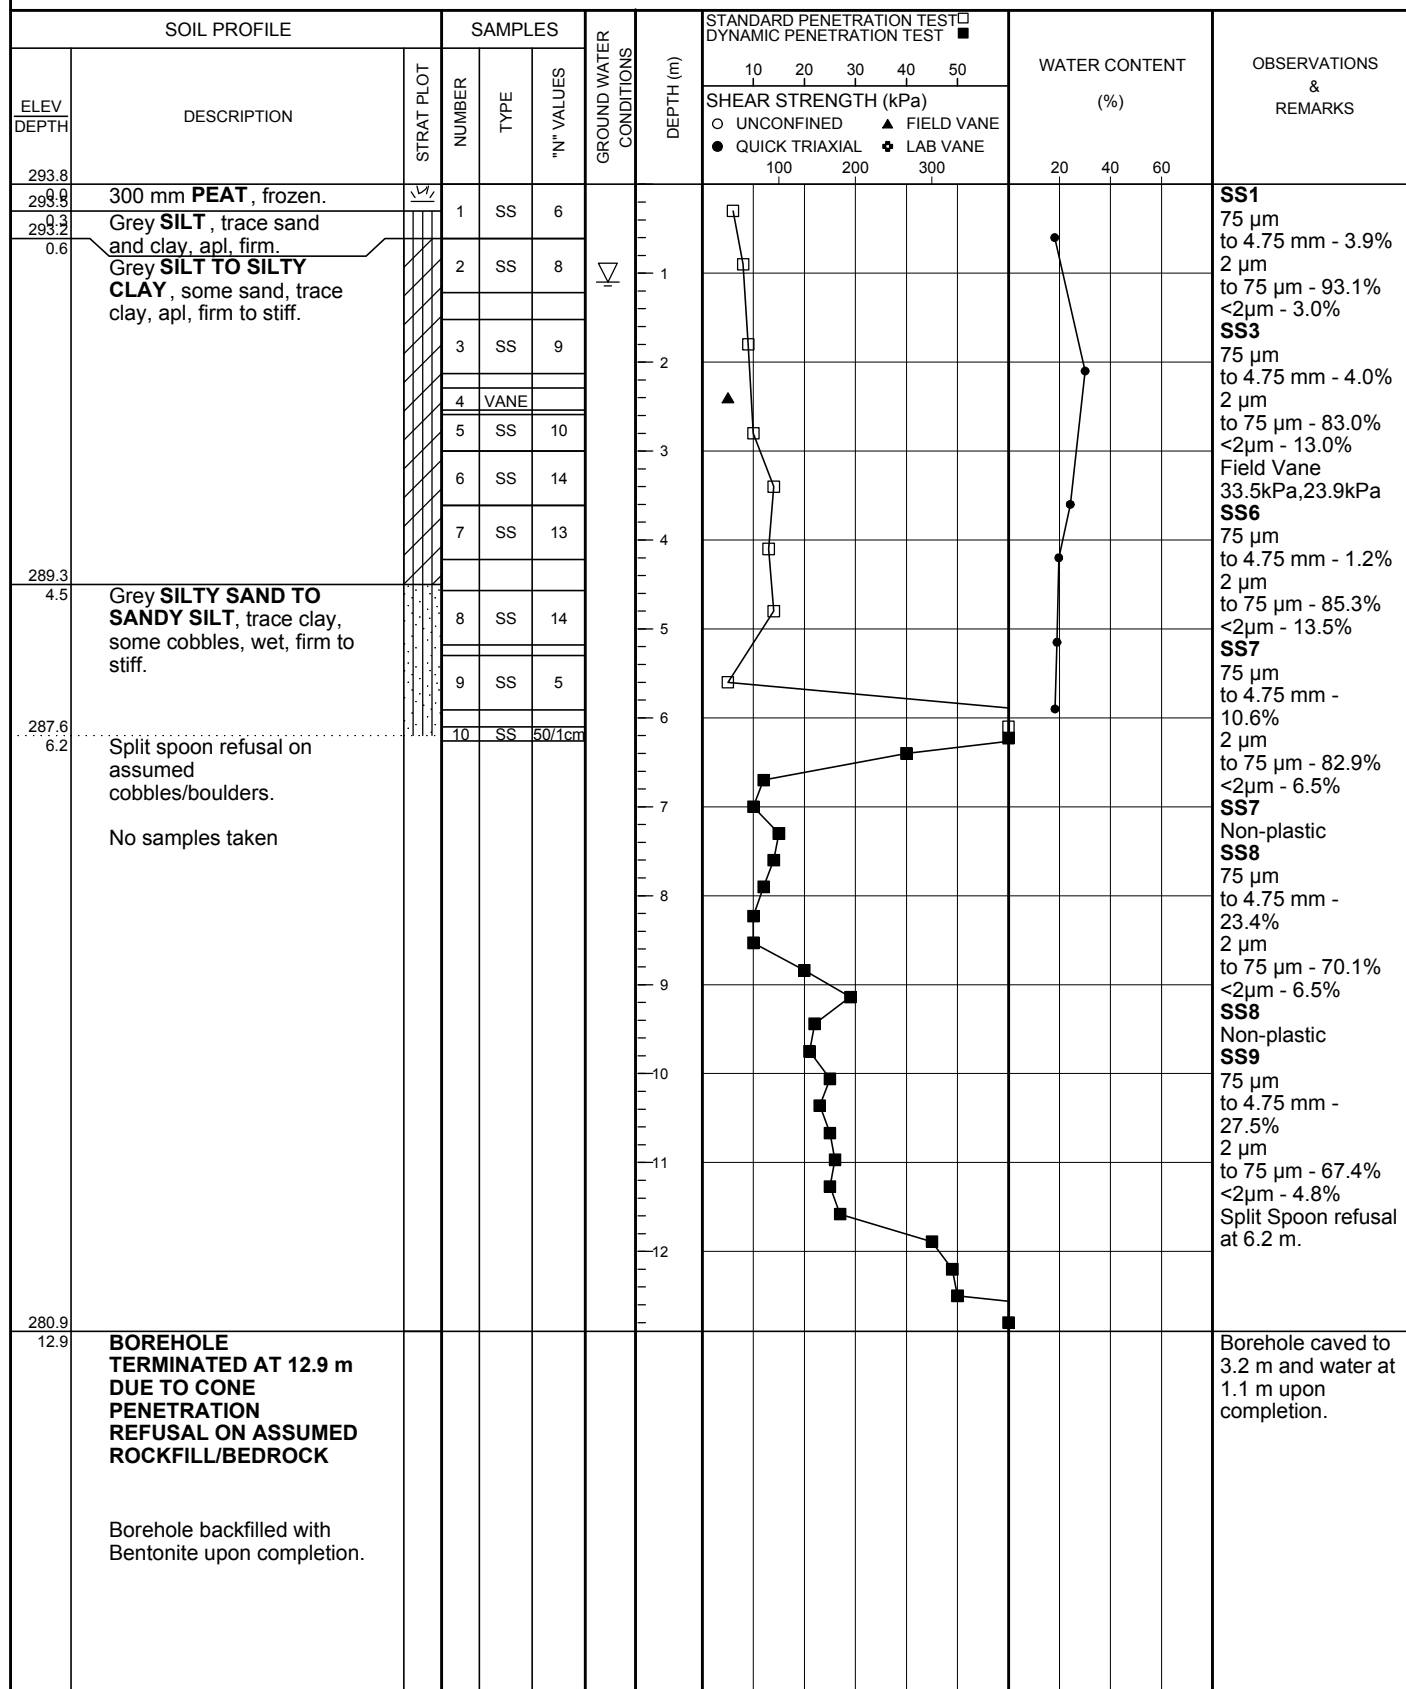 SOIL PROFILE
SAMPLES
GROUND WATER
CONDITIONS
DEPTH (m)
STANDARD PENETRATION TEST
DYNAMIC PENETRATION TEST
10 20 30 40 50
SHEAR STRENGTH (kPa)
UNCONFINED FIELD VANE
QUICK TRIAXIAL LAB VANE
100 200 300
WATER CONTENT
(%)
20 40 60
OBSERVATIONS
&
REMARKS
ELEV
DEPTH
DESCRIPTION
STRAT PLOT
NUMBER
TYPE
"N" VALUES
293.8
0.0
300 mm PEAT, frozen.
293.5
0.3
Grey SILT, trace sand
and clay, apl, firm.
293.2
0.6
Grey SILT TO SILTY
CLAY, some sand, trace
clay, apl, firm to stiff.
289.3
4.5
Grey SILTY SAND TO
SANDY SILT, trace clay,
some cobbles, wet, firm to
stiff.
287.6
6.2
Split spoon refusal on
assumed
cobbles/boulders.
No samples taken
280.9
12.9
BOREHOLE
TERMINATED AT 12.9 m
DUE TO CONE
PENETRATION
REFUSAL ON ASSUMED
ROCKFILL/BEDROCK
Borehole backfilled with
Bentonite upon completion.
1 SS 6
2 SS 8
3 SS 9
4 VANE
5 SS 10
6 SS 14
7 SS 13
8 SS 14
9 SS 5
10 SS 50/1cm
1
2
3
4
5
6
7
8
9
10
11
12
SS1
75 µm
to 4.75 mm - 3.9%
2 µm
to 75 µm - 93.1%
<2µm - 3.0%
SS3
75 µm
to 4.75 mm - 4.0%
2 µm
to 75 µm - 83.0%
<2µm - 13.0%
Field Vane
33.5kPa,23.9kPa
SS6
75 µm
to 4.75 mm - 1.2%
2 µm
to 75 µm - 85.3%
<2µm - 13.5%
SS7
75 µm
to 4.75 mm -
10.6%
2 µm
to 75 µm - 82.9%
<2µm - 6.5%
SS7
Non-plastic
SS8
75 µm
to 4.75 mm -
23.4%
2 µm
to 75 µm - 70.1%
<2µm - 6.5%
SS8
Non-plastic
SS9
75 µm
to 4.75 mm -
27.5%
2 µm
to 75 µm - 67.4%
<2µm - 4.8%
Split Spoon refusal
at 6.2 m.
Borehole caved to
3.2 m and water at
1.1 m upon
completion.